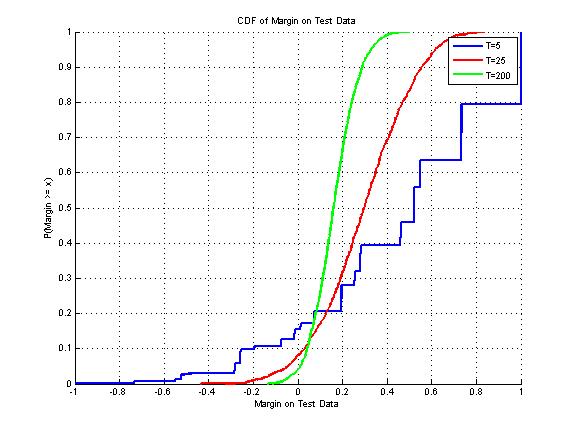 CDF of Margin on Test Data
T=5
T=25
T=200
P(Margin >= x)
1
0.9
0.8
0.7
0.6
0.5
0.4
0.3
0.2
0.1
0
-1 -0.8 -0.6 -0.4 -0.2 0 0.2 0.4 0.6 0.8 1
Margin on Test Data